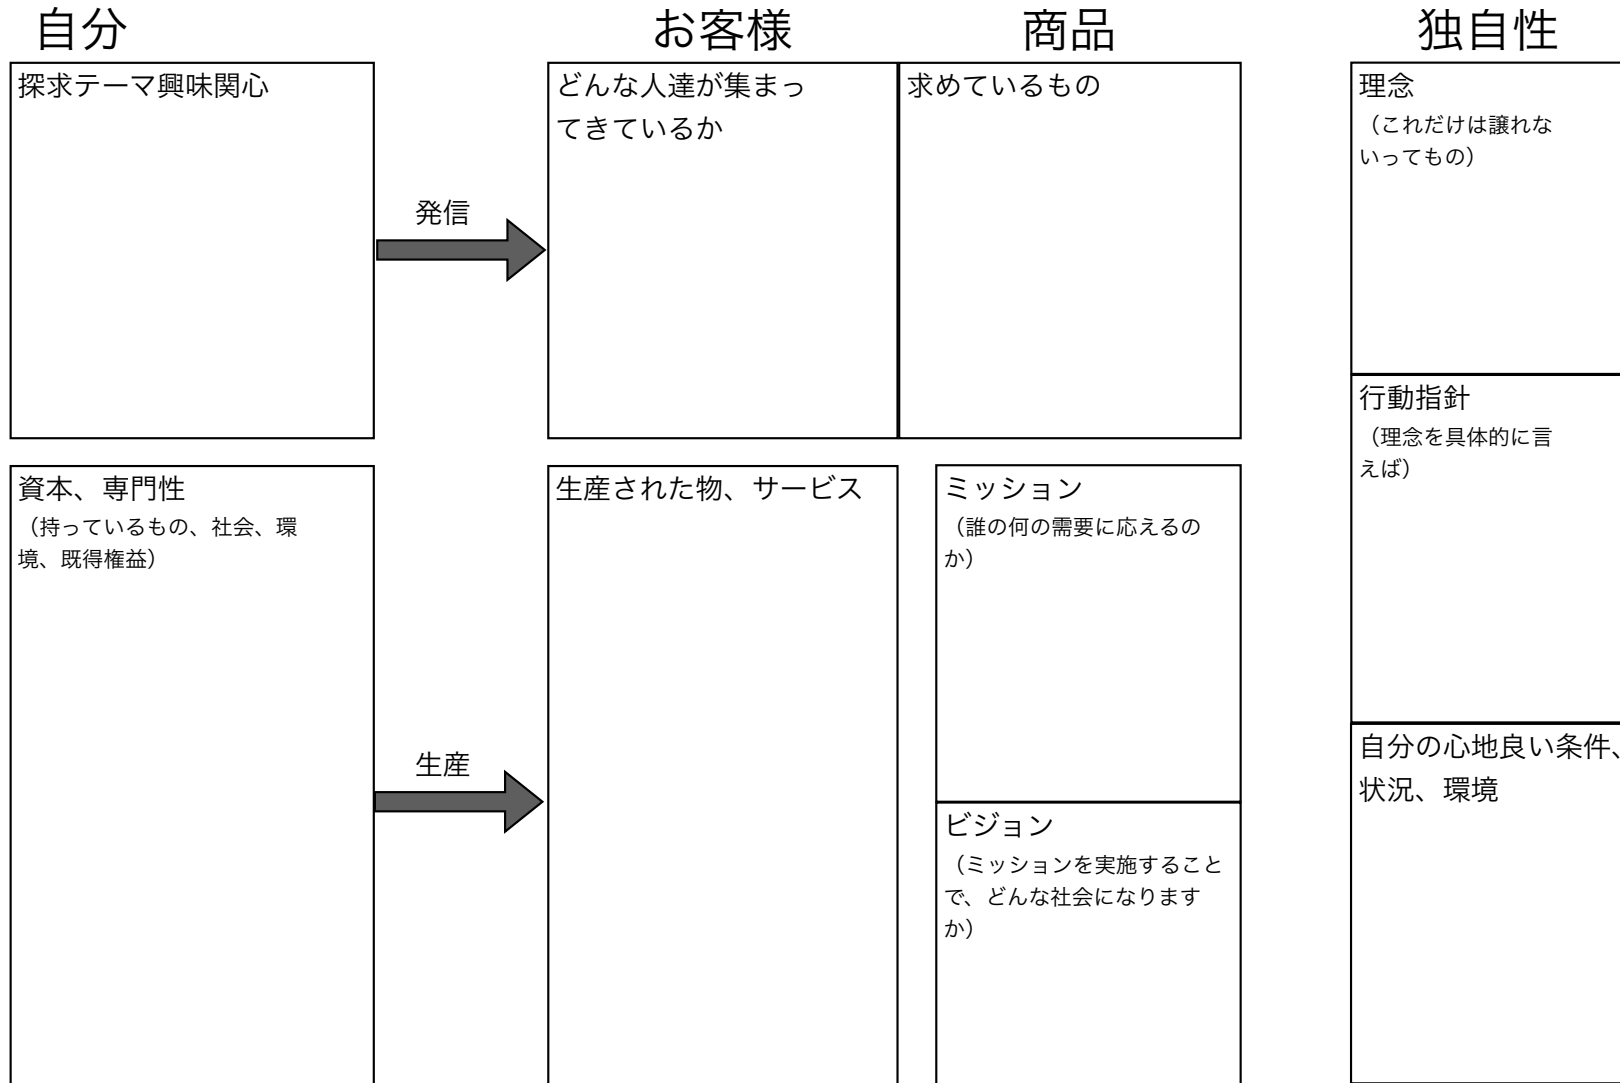 自分
お客様
商品
独自性
探求テーマ興味関心
発信
どんな人達が集まっ
てきているか
求めているもの
理念
（これだけは譲れな
いってもの）
行動指針
（理念を具体的に言
えば）
資本、専門性
（持っているもの、社会、環
境、既得権益）
生産
生産された物、サービス
ミッション
（誰の何の需要に応えるの
か）
ビジョン
（ミッションを実施すること
で、どんな社会になります
か）
自分の心地良い条件、
状況、環境